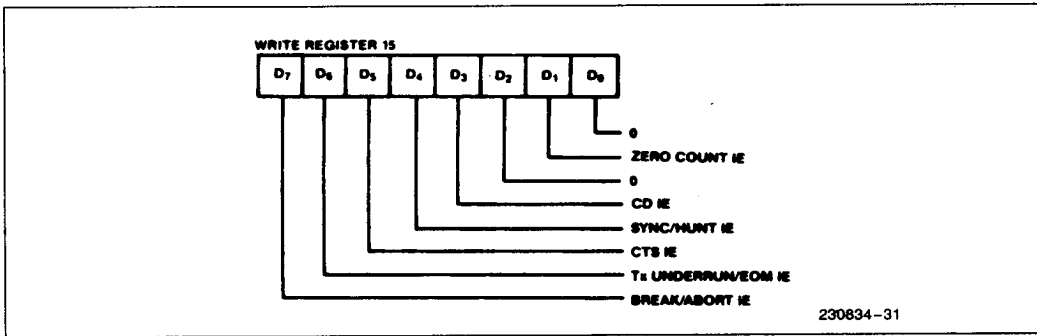 WRITE REGISTER 15
D7 D6 D5 D4 D3 D2 D1 D0
0
ZERO COUNT IE
0
CD IE
SYNC/HUNT IE
CTS IE
Tx UNDERRUN/EOM IE
BREAK/ABORT IE
230834-31